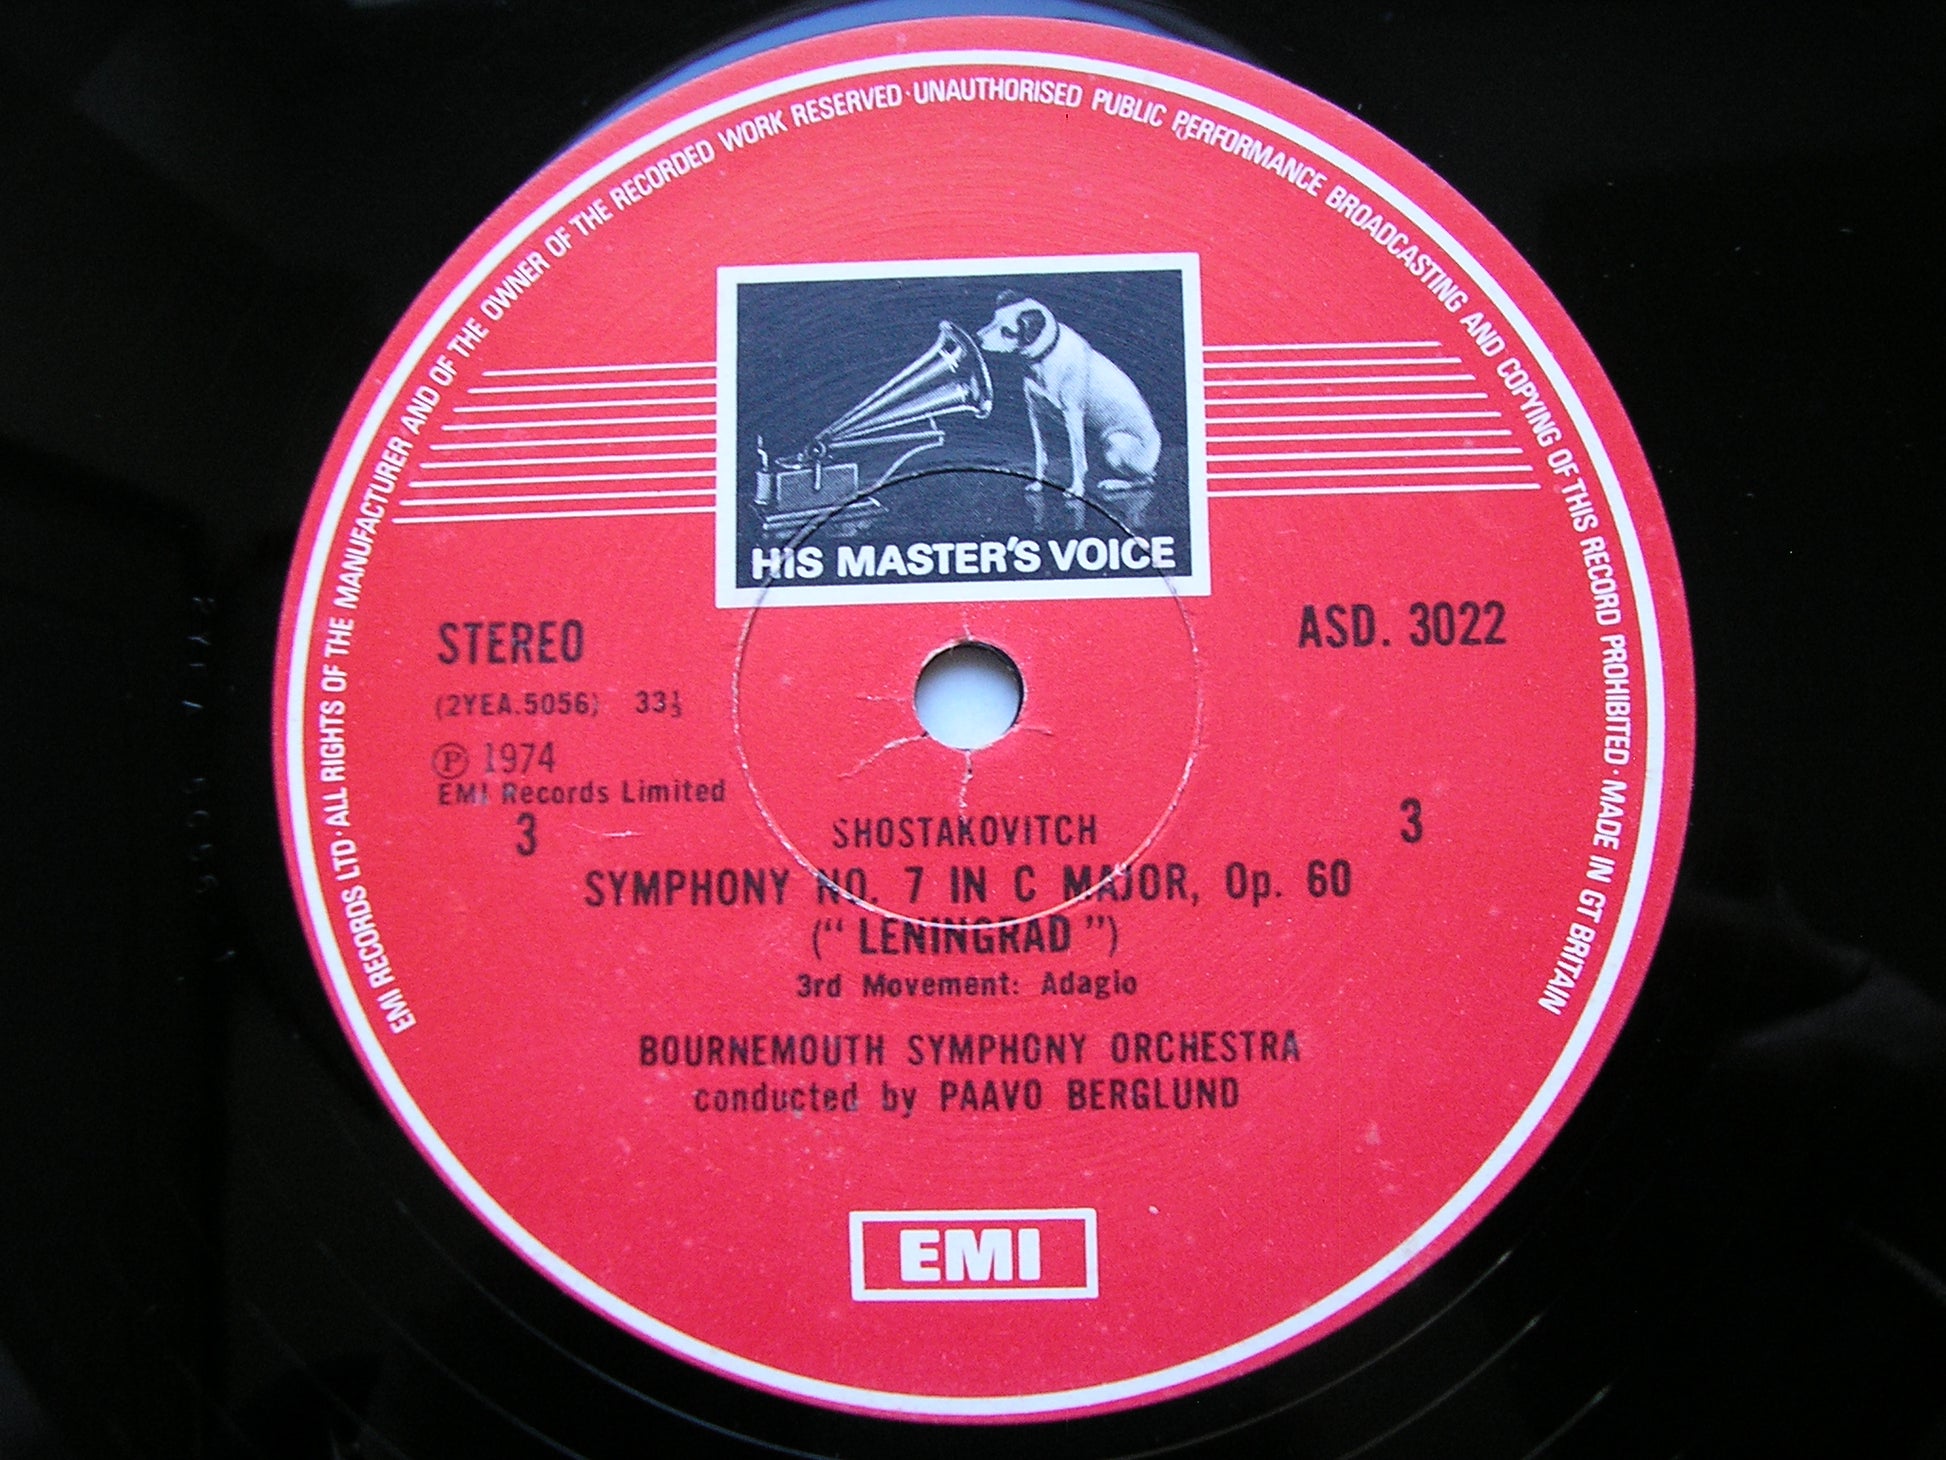 EMI RECORDS LTD · ALL RIGHTS OF THE MANUFACTURER AND OF THE OWNER OF THE RECORDED WORK RESERVED · UNAUTHORISED PUBLIC PERFORMANCE BROADCASTING AND COPYING OF THIS RECORD PROHIBITED · MADE IN GT BRITAIN
HIS MASTER'S VOICE
STEREO
ASD. 3022
(2YEA.5056) 33⅓
℗ 1974
EMI Records Limited
3 SHOSTAKOVITCH 3
SYMPHONY NO. 7 IN C MAJOR, Op. 60
("LENINGRAD")
3rd Movement: Adagio
BOURNEMOUTH SYMPHONY ORCHESTRA
conducted by PAAVO BERGLUND
EMI